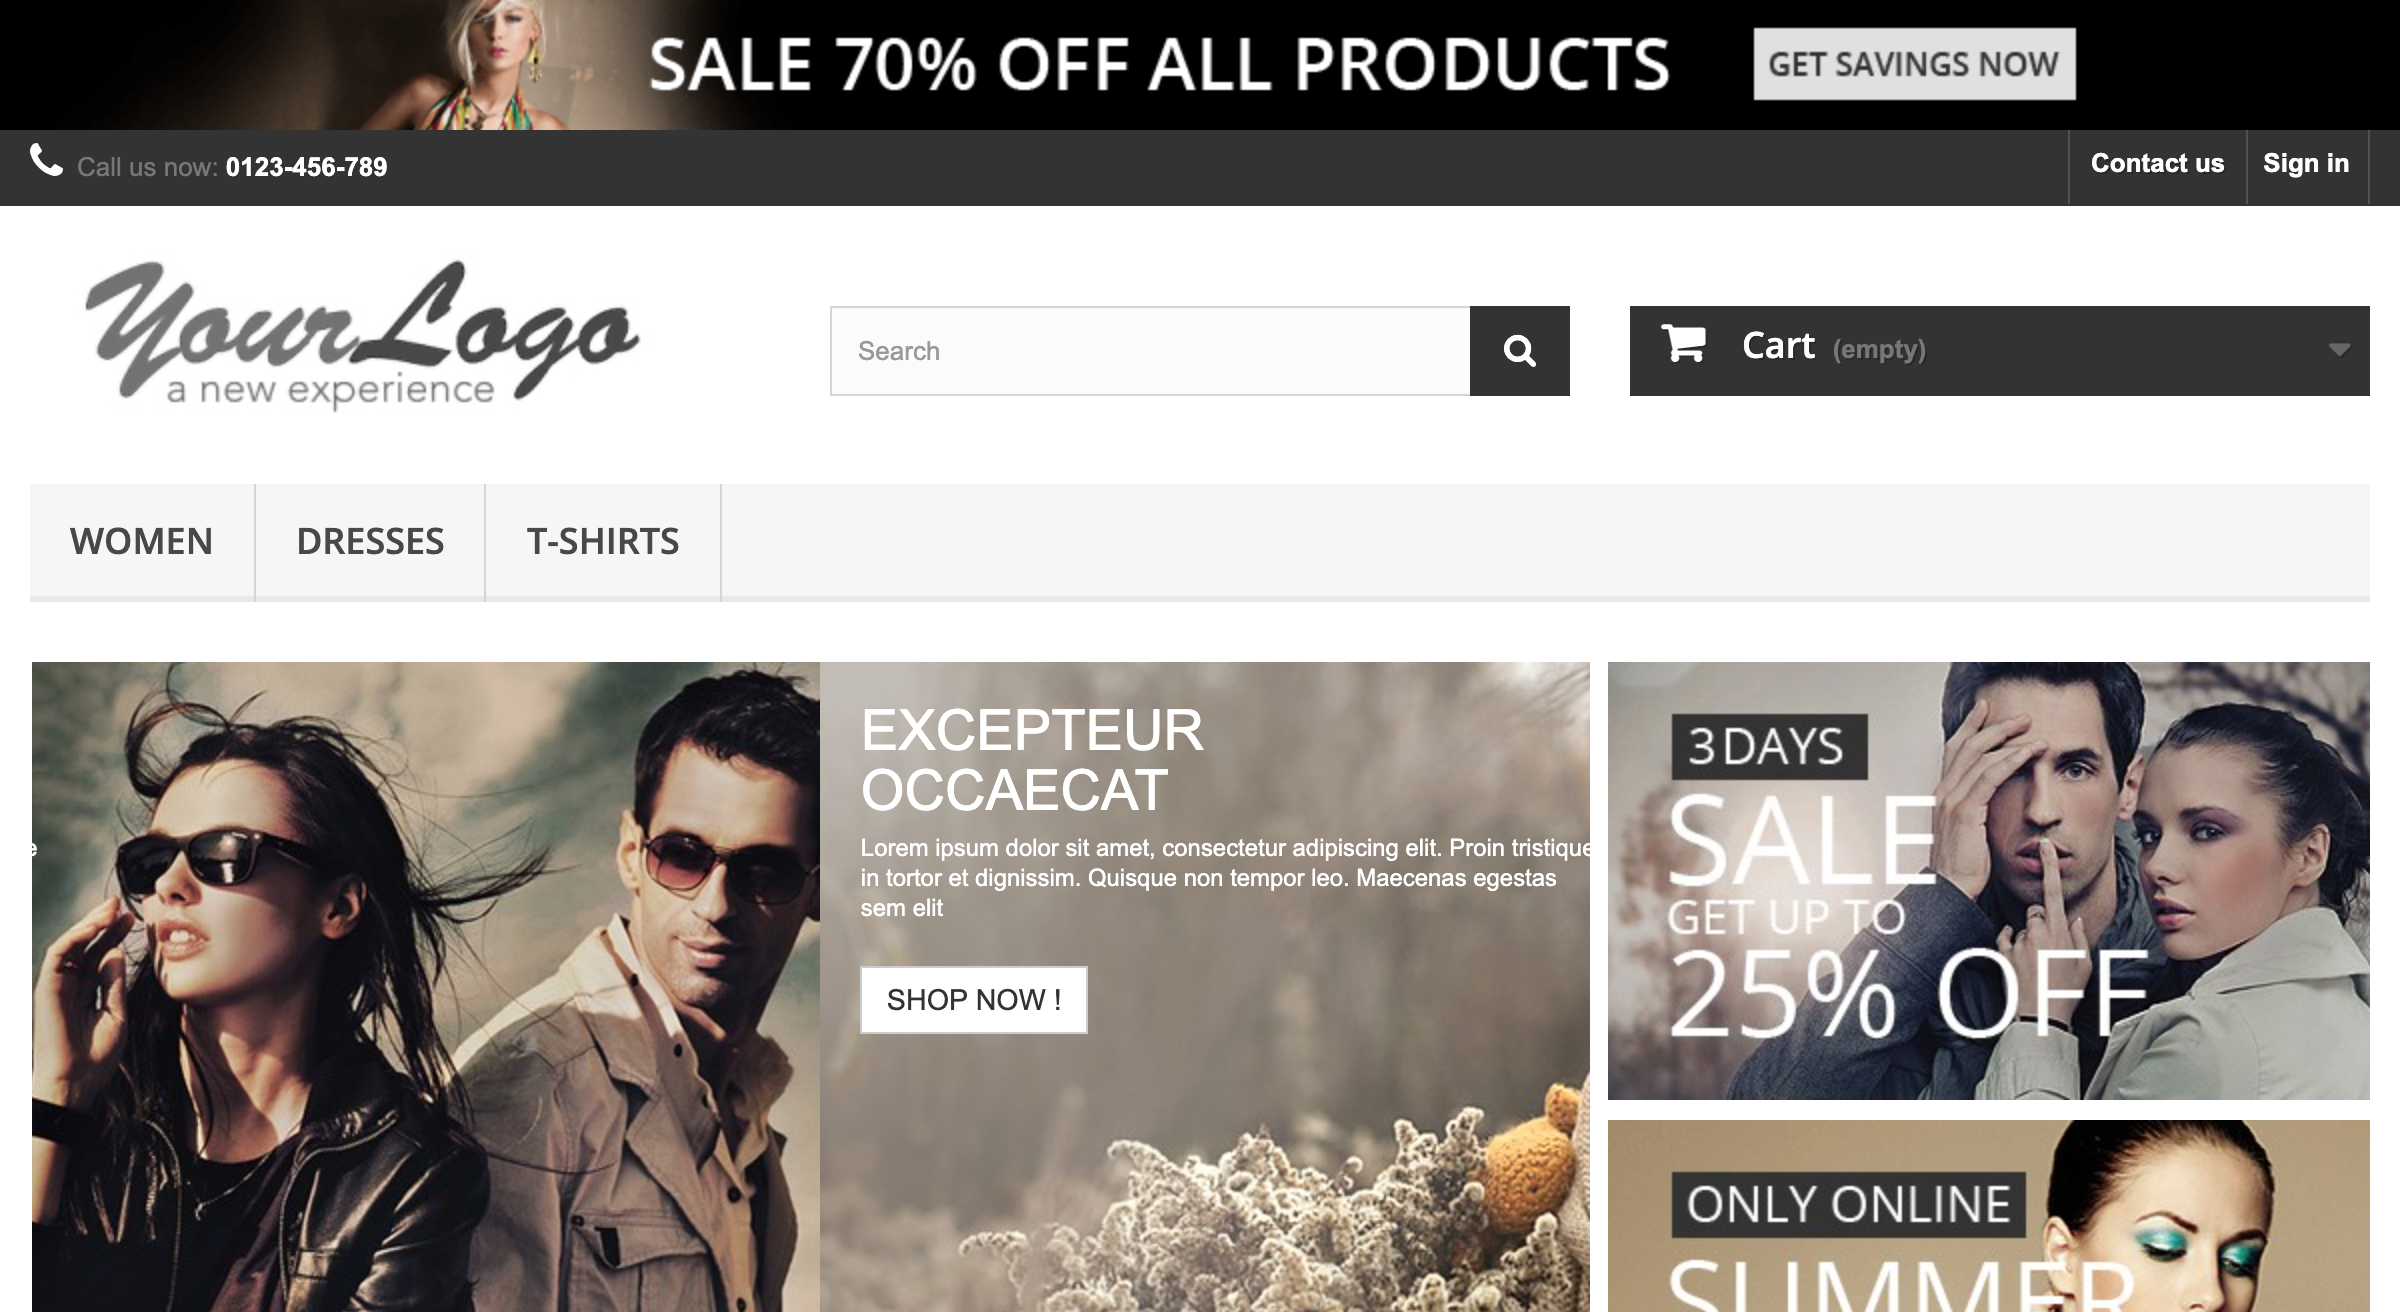 SALE 70% OFF ALL PRODUCTS
GET SAVINGS NOW
Call us now: 0123-456-789
Contact us
Sign in
YourLogo
a new experience
Search
Cart (empty)
WOMEN
DRESSES
T-SHIRTS
e
EXCEPTEUR
OCCAECAT
Lorem ipsum dolor sit amet, consectetur adipiscing elit. Proin tristique
in tortor et dignissim. Quisque non tempor leo. Maecenas egestas
sem elit
SHOP NOW !
3 DAYS
SALE
GET UP TO
25% OFF
ONLY ONLINE
SUMMER